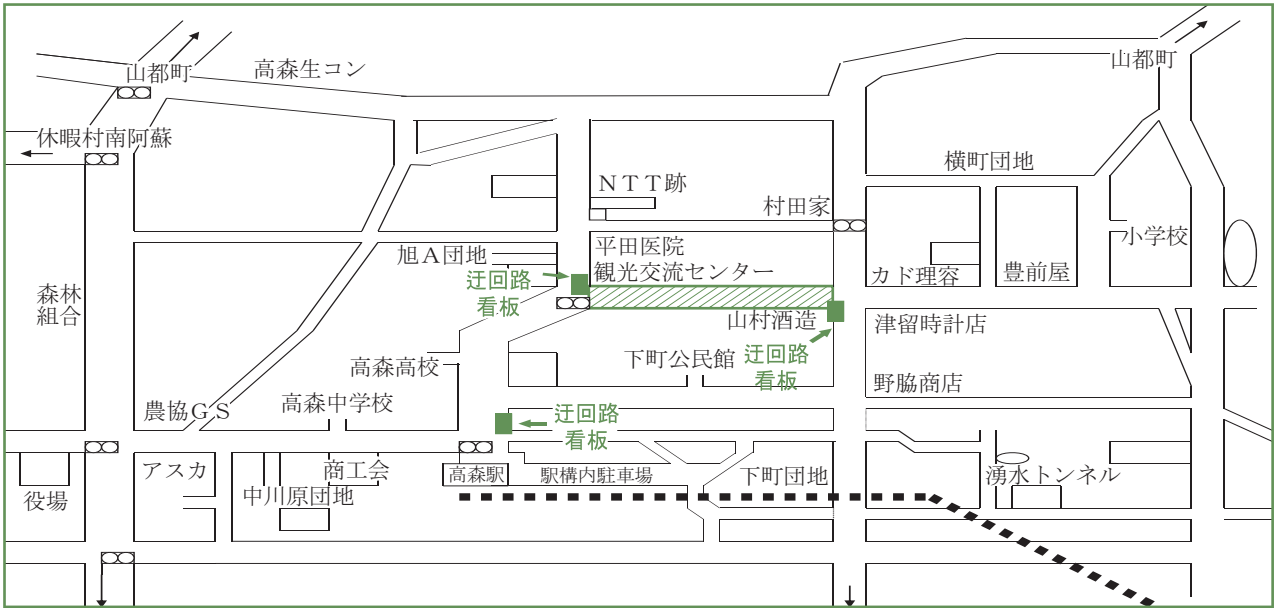 山都町
高森生コン
山都町
休暇村南阿蘇
横町団地
NTT跡
村田家
小学校
平田医院
旭A団地
観光交流センター
カド理容
豊前屋
迂回路
看板
森林
組合
山村酒造
津留時計店
迂回路
看板
下町公民館
高森高校
野脇商店
農協GS
高森中学校
迂回路
看板
アスカ
商工会
高森駅
駅構内駐車場
下町団地
湧水トンネル
役場
中川原団地